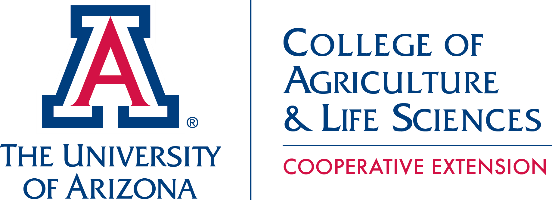 A®
THE UNIVERSITY
OF ARIZONA
COLLEGE OF
AGRICULTURE
& LIFE SCIENCES
COOPERATIVE EXTENSION